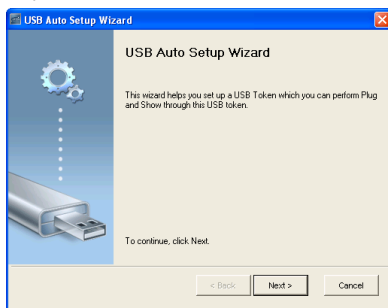 USB Auto Setup Wizard
USB Auto Setup Wizard
This wizard helps you set up a USB Token which you can perform Plug
and Show through this USB token.
To continue, click Next.
< Back
Next >
Cancel